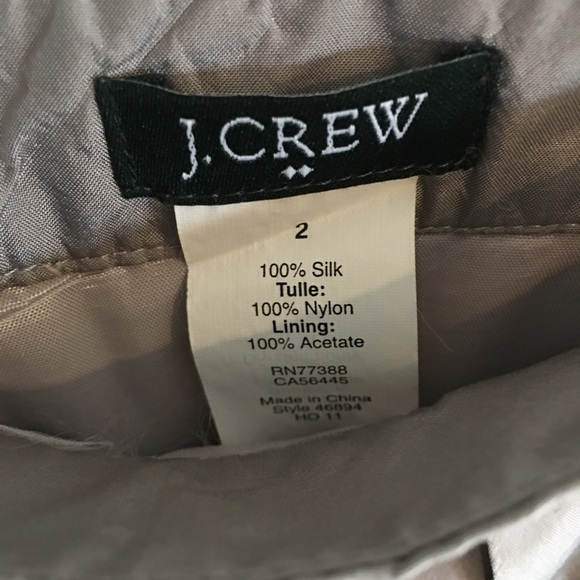 J.CREW
2
100% Silk
Tulle:
100% Nylon
Lining:
100% Acetate
RN77388
CA56445
Made in China
Style 46894
HO 11